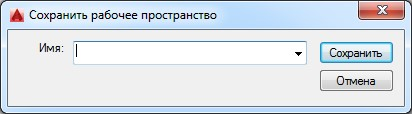 Сохранить рабочее пространство
Имя:
Сохранить
Отмена